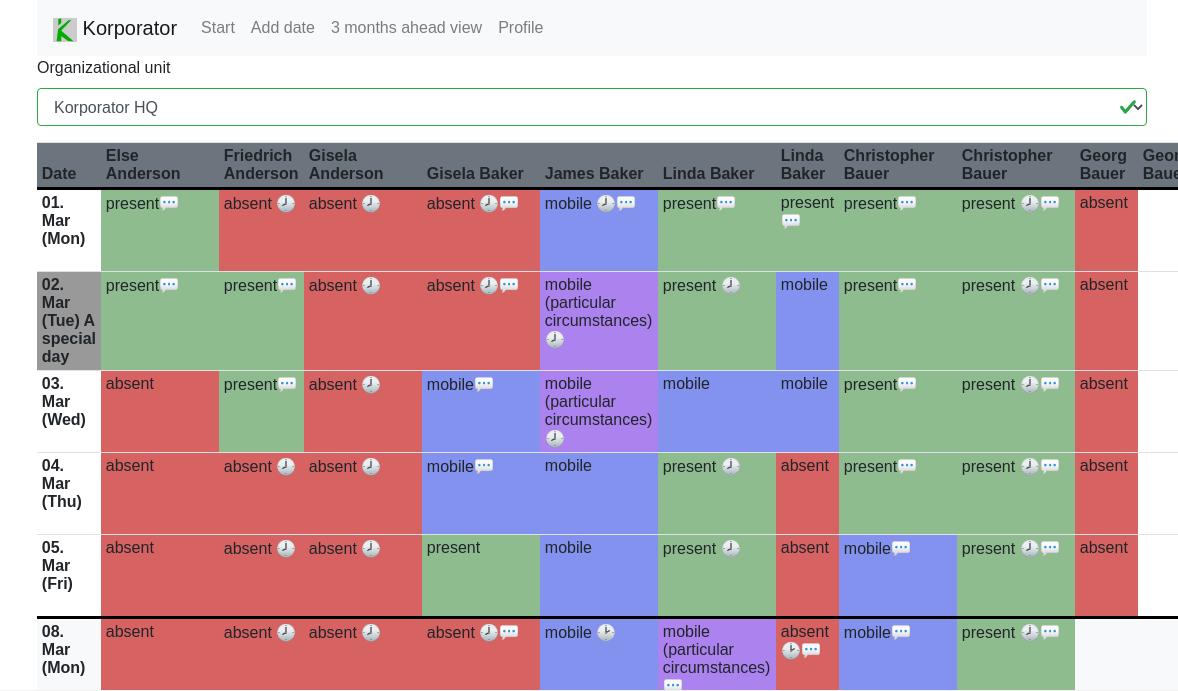 Korporator Start Add date 3 months ahead view Profile
Organizational unit
Korporator HQ
Date Else Anderson Friedrich Anderson Gisela Anderson Gisela Baker James Baker Linda Baker Linda Baker Christopher Bauer Christopher Bauer Georg Bauer
01. Mar (Mon) present absent absent absent mobile present present present present absent
02. Mar (Tue) A special day present present absent absent mobile (particular circumstances) present mobile present present absent
03. Mar (Wed) absent present absent mobile mobile (particular circumstances) mobile mobile present present absent
04. Mar (Thu) absent absent absent mobile mobile present absent present present absent
05. Mar (Fri) absent absent absent present mobile present absent mobile present absent
08. Mar (Mon) absent absent absent absent mobile mobile (particular circumstances) absent mobile present